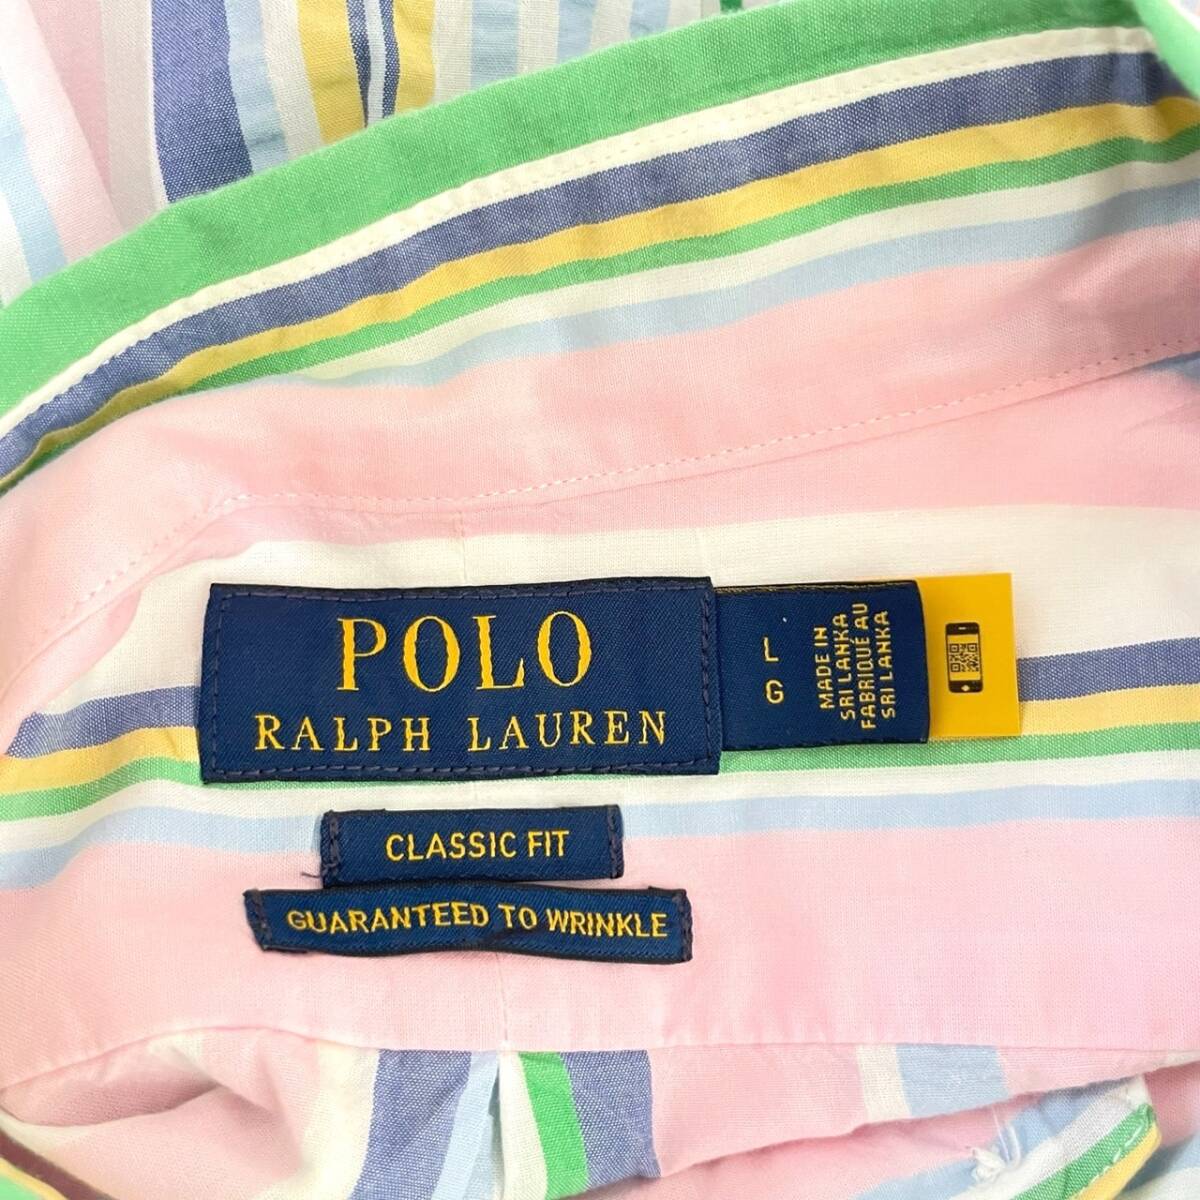 POLO
RALPH LAUREN
L
G
MADE IN
SRI LANKA
FABRIQUÉ AU
SRI LANKA
CLASSIC FIT
GUARANTEED TO WRINKLE